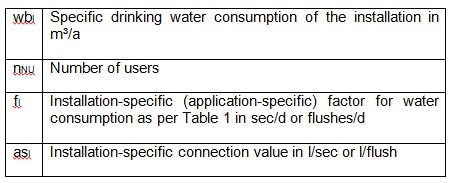 wbI Specific drinking water consumption of the installation in
m³/a
nNU Number of users
fI Installation-specific (application-specific) factor for water
consumption as per Table 1 in sec/d or flushes/d
asI Installation-specific connection value in l/sec or l/flush